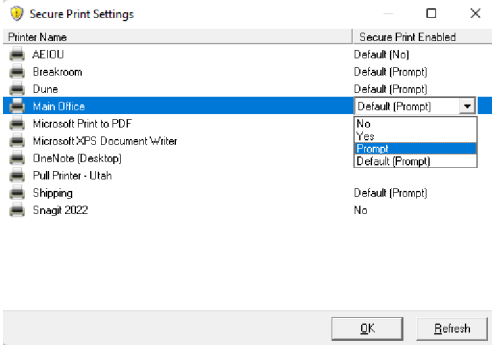 Secure Print Settings
Printer Name Secure Print Enabled
AEIOU Default (No)
Breakroom Default (Prompt)
Dune Default (Prompt)
Main Office Default (Prompt)
Microsoft Print to PDF No
Microsoft XPS Document Writer Yes
Prompt
OneNote (Desktop) Default (Prompt)
Pull Printer - Utah
Shipping Default (Prompt)
Snagit 2022 No
OK Refresh